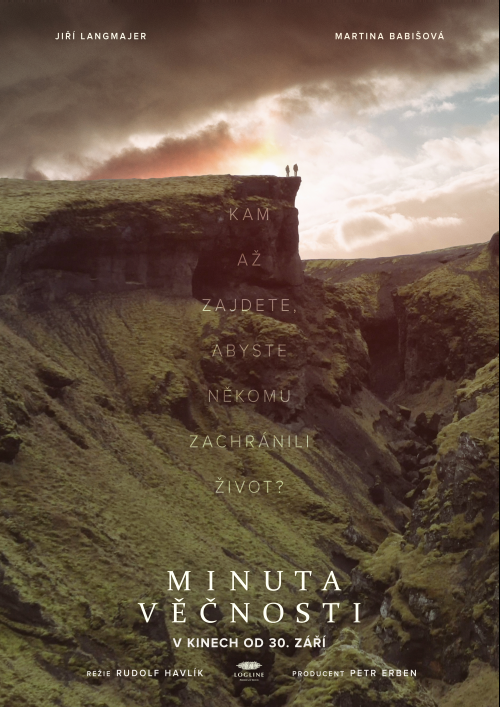 JIŘÍ LANGMAJER
MARTINA BABIŠOVÁ
KAM
AŽ
ZAJDETE,
ABYSTE
NĚKOMU
ZACHRÁNILI
ŽIVOT?
MINUTA
VĚČNOSTI
V KINECH OD 30. ZÁŘÍ
REŽIE RUDOLF HAVLÍK
LOGLINE
PRODUCENT PETR ERBEN